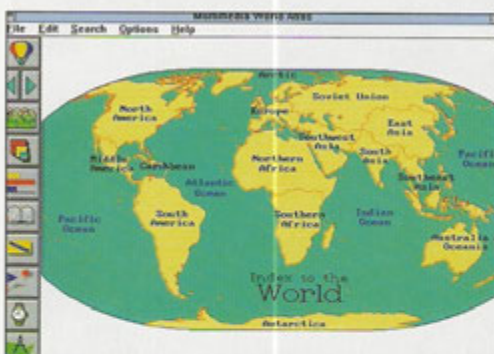 Multimedia World Atlas
File Edit Search Options Help
Arctic
North
America
Europe
Soviet Union
East
Asia
Southwest
Asia
South
Asia
Middle
America
Caribbean
Northern
Africa
Southeast
Asia
Pacific
Ocean
Atlantic
Ocean
Pacific
Ocean
South
America
Southern
Africa
Indian
Ocean
Australia
Oceania
Index to the
World
Antarctica